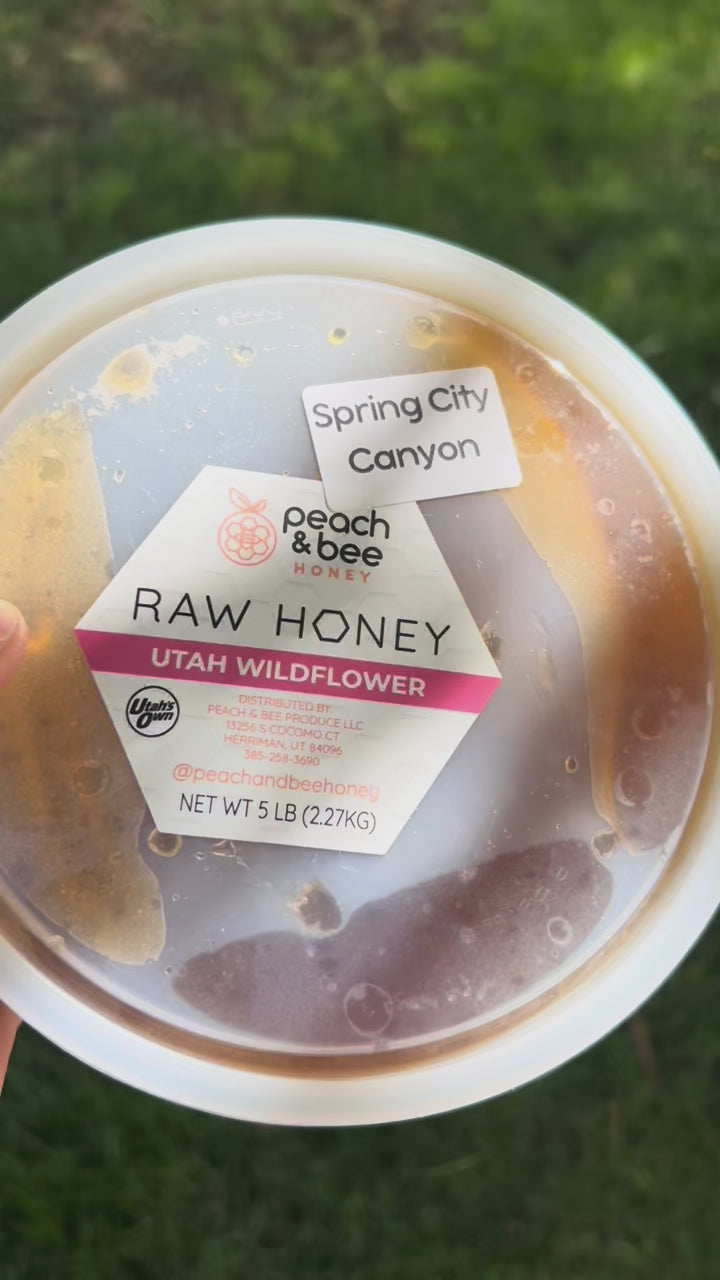 Spring City
Canyon
peach
& bee
HONEY
RAW HONEY
UTAH WILDFLOWER
Utah's
Own
DISTRIBUTED BY:
PEACH & BEE PRODUCE LLC
13256 S COCOMO CT
HERRIMAN, UT 84096
385-258-3690
@peachandbeehoney
NET WT 5 LB (2.27KG)